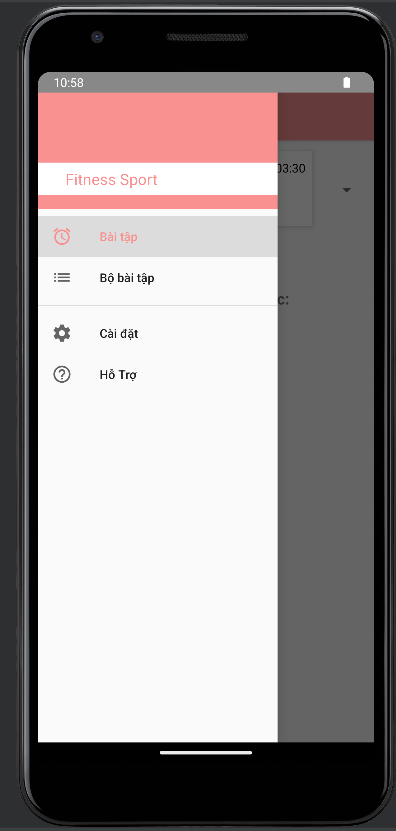 10:58
Fitness Sport
03:30
Bài tập
Bộ bài tập
c:
Cài đặt
Hỗ Trợ